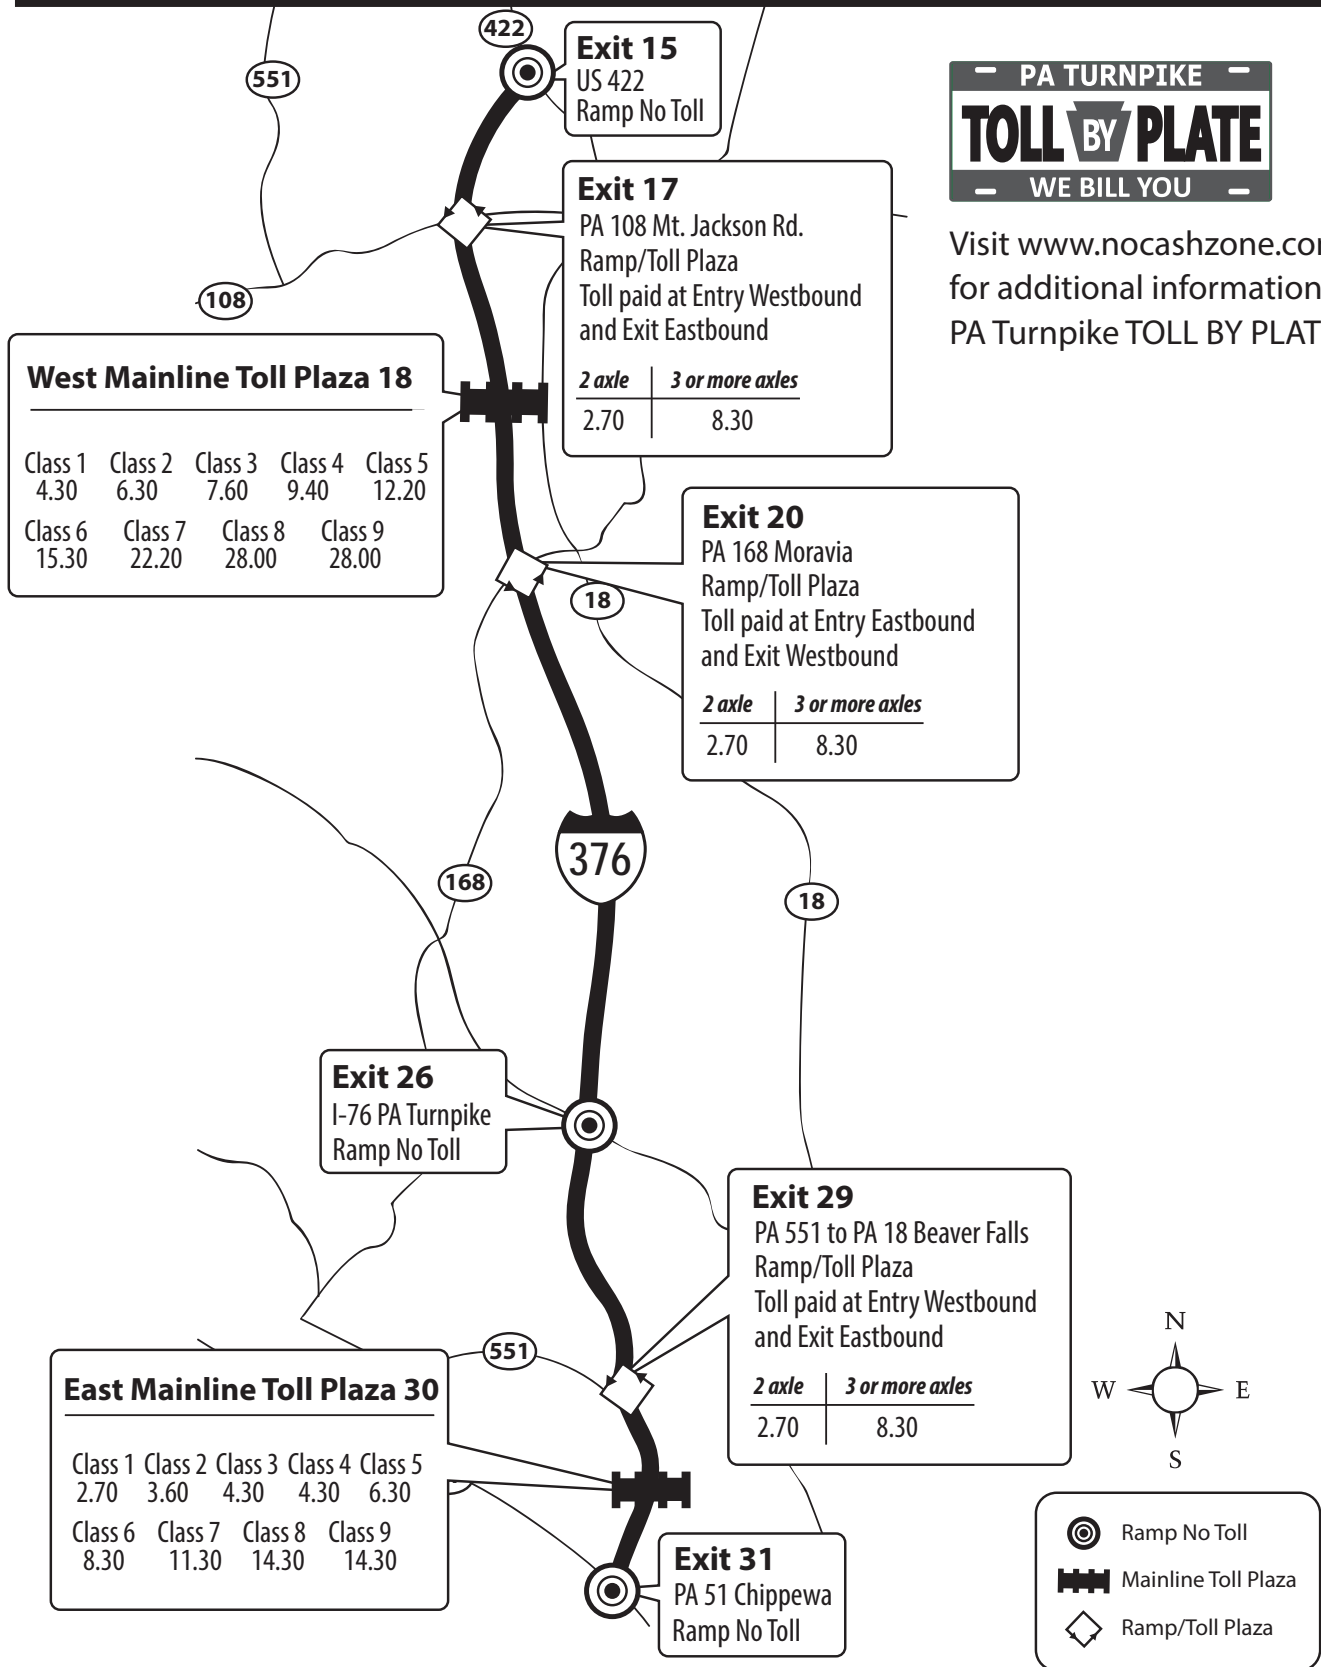 422
551
Exit 15
US 422
Ramp No Toll
PA TURNPIKE
TOLL BY PLATE
WE BILL YOU
Visit www.nocashzone.com
for additional information
PA Turnpike TOLL BY PLAT
Exit 17
PA 108 Mt. Jackson Rd.
Ramp/Toll Plaza
Toll paid at Entry Westbound
and Exit Eastbound
2 axle 3 or more axles
2.70 8.30
108
West Mainline Toll Plaza 18
Class 1 Class 2 Class 3 Class 4 Class 5
4.30 6.30 7.60 9.40 12.20
Class 6 Class 7 Class 8 Class 9
15.30 22.20 28.00 28.00
Exit 20
PA 168 Moravia
Ramp/Toll Plaza
Toll paid at Entry Eastbound
and Exit Westbound
2 axle 3 or more axles
2.70 8.30
18
376
168
18
Exit 26
I-76 PA Turnpike
Ramp No Toll
Exit 29
PA 551 to PA 18 Beaver Falls
Ramp/Toll Plaza
Toll paid at Entry Westbound
and Exit Eastbound
2 axle 3 or more axles
2.70 8.30
551
East Mainline Toll Plaza 30
Class 1 Class 2 Class 3 Class 4 Class 5
2.70 3.60 4.30 4.30 6.30
Class 6 Class 7 Class 8 Class 9
8.30 11.30 14.30 14.30
Exit 31
PA 51 Chippewa
Ramp No Toll
N
W E
S
Ramp No Toll
Mainline Toll Plaza
Ramp/Toll Plaza